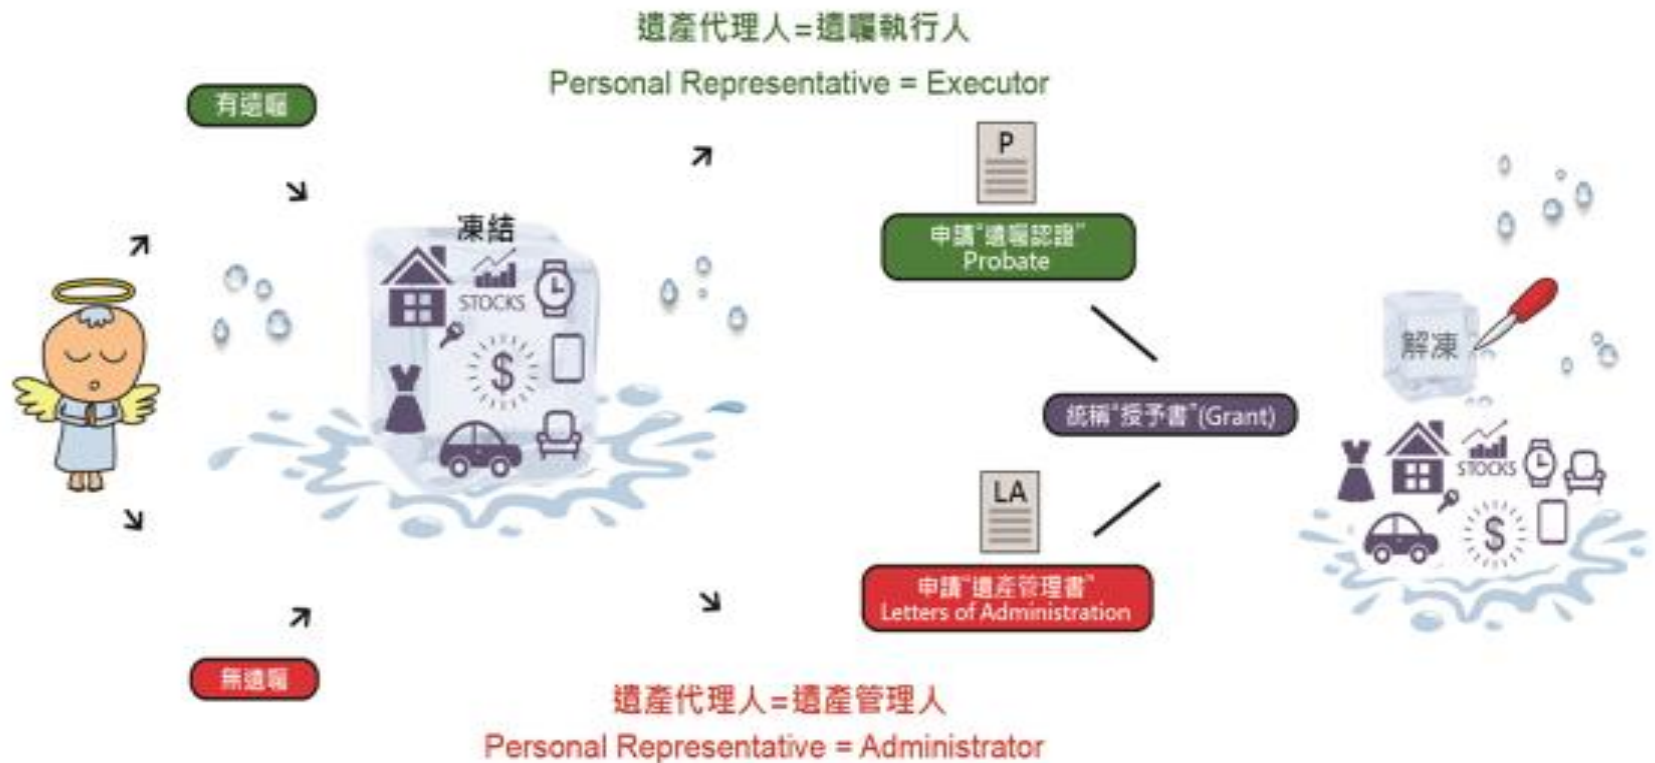 遺產代理人=遺囑執行人
Personal Representative = Executor
有遺囑
P
申請“遺囑認證”
Probate
凍結
STOCKS
$
解凍
統稱“授予書”(Grant)
STOCKS
$
LA
申請“遺產管理書”
Letters of Administration
無遺囑
遺產代理人=遺產管理人
Personal Representative = Administrator